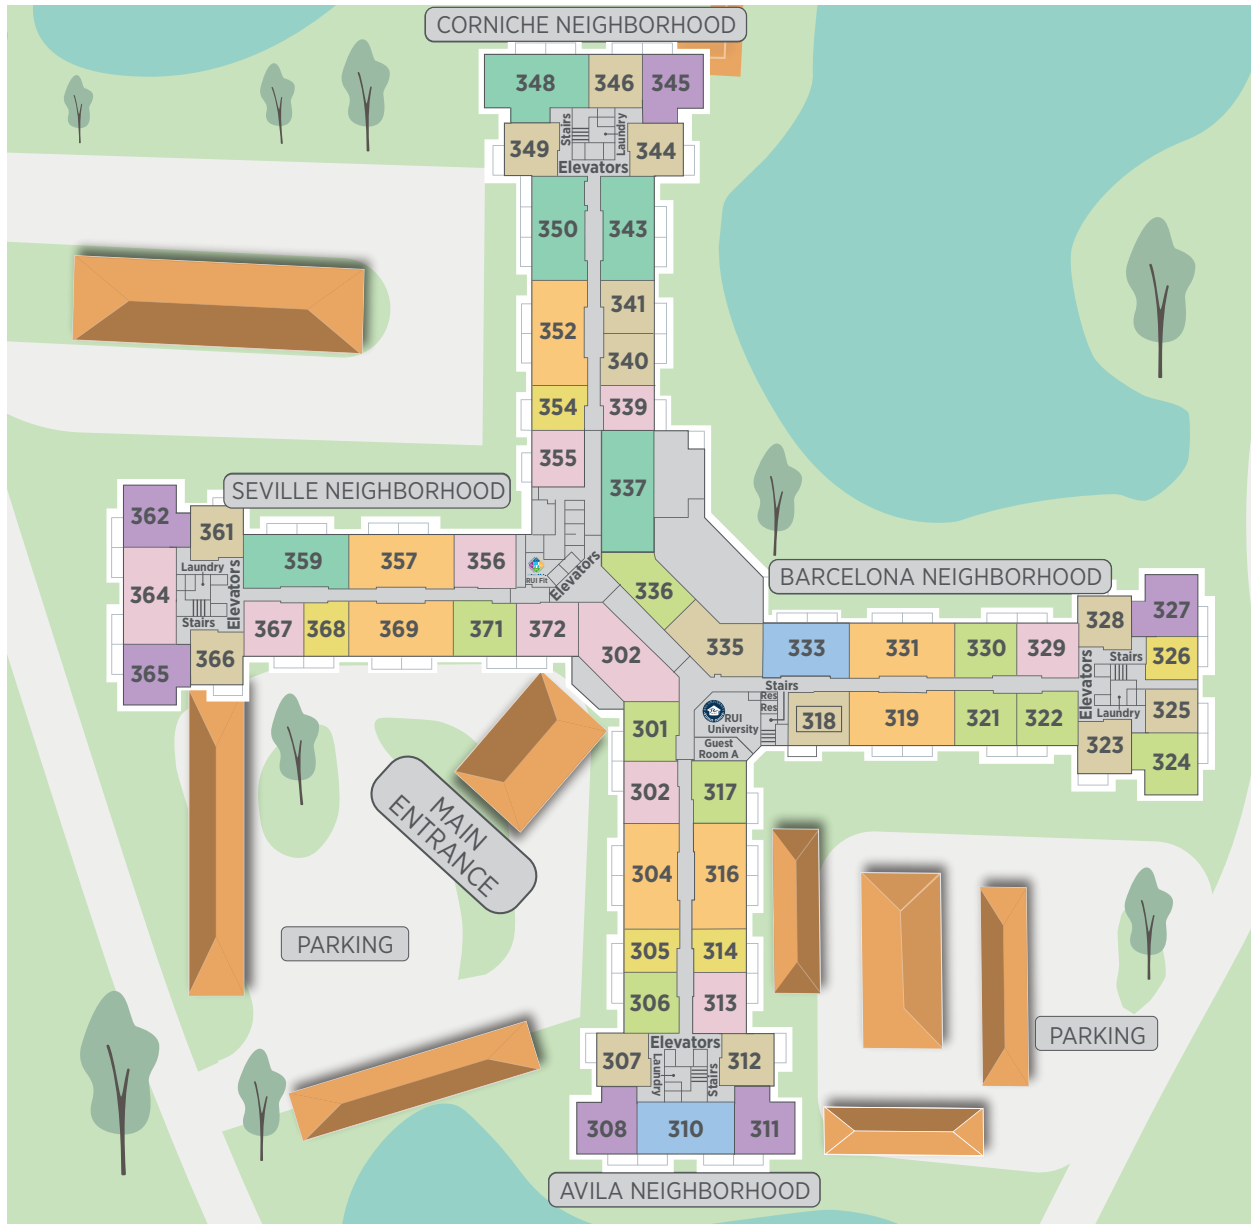 CORNICHE NEIGHBORHOOD
348
346
345
Stairs
Laundry
349
344
Elevators
350
343
341
352
340
354
339
355
337
SEVILLE NEIGHBORHOOD
362
361
359
357
356
RUI Fit
Elevators
Laundry
364
Elevators
Stairs
367
368
369
371
372
366
365
336
302
335
BARCELONA NEIGHBORHOOD
333
331
330
329
328
327
Stairs
326
Elevators
Laundry
325
323
324
Stairs
Res
Res
318
319
321
322
RUI
University
Guest
Room A
301
302
317
304
316
305
314
306
313
Elevators
307
312
Laundry
Stairs
308
310
311
AVILA NEIGHBORHOOD
MAIN
ENTRANCE
PARKING
PARKING